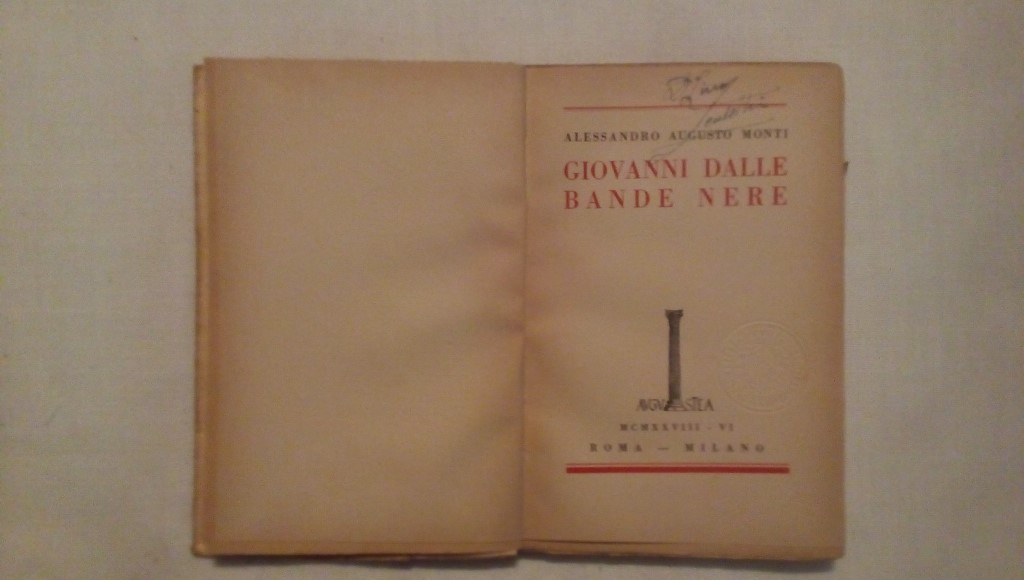 ALESSANDRO AUGUSTO MONTI
GIOVANNI DALLE
BANDE NERE
AUGUSTEA
MCMXXVIII - VI
ROMA — MILANO